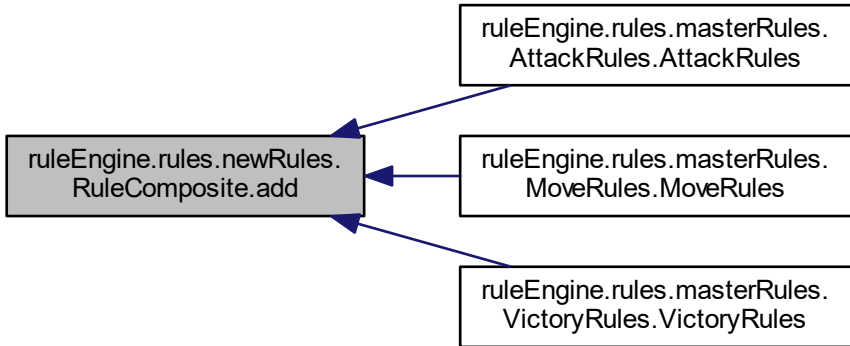 ruleEngine.rules.masterRules.
AttackRules.AttackRules
ruleEngine.rules.newRules.
RuleComposite.add
ruleEngine.rules.masterRules.
MoveRules.MoveRules
ruleEngine.rules.masterRules.
VictoryRules.VictoryRules